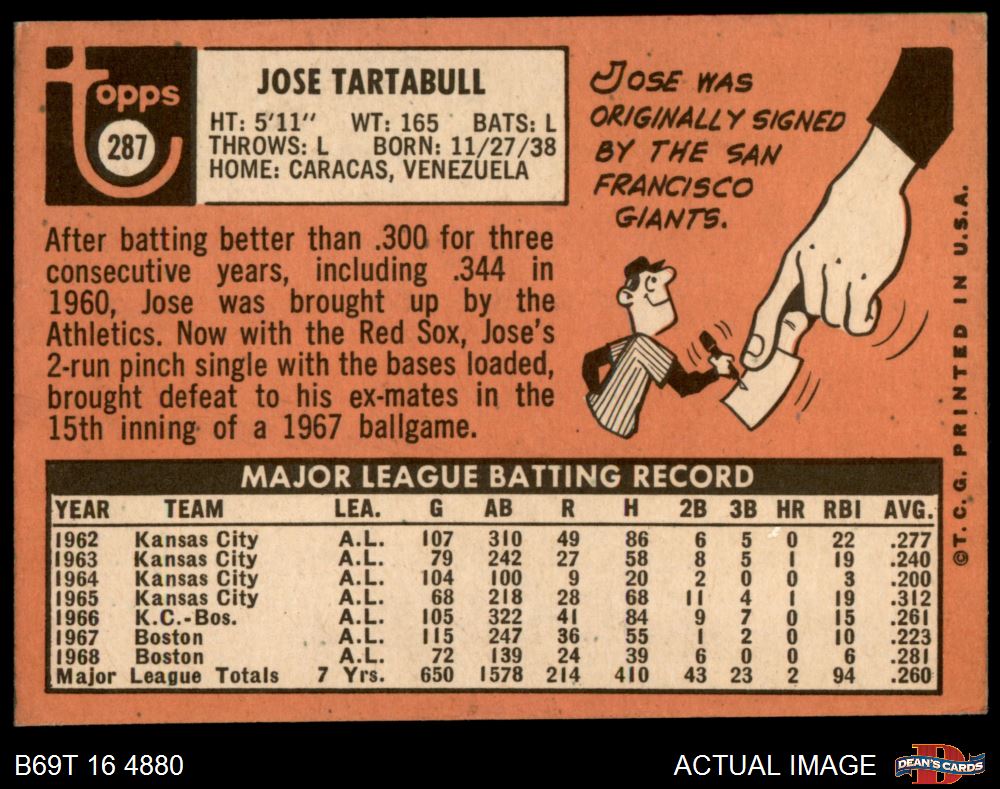 topps
287
JOSE TARTABULL
HT: 5'11" WT: 165 BATS: L
THROWS: L BORN: 11/27/38
HOME: CARACAS, VENEZUELA
JOSE WAS
ORIGINALLY SIGNED
BY THE SAN
FRANCISCO
GIANTS.
After batting better than .300 for three
consecutive years, including .344 in
1960, Jose was brought up by the
Athletics. Now with the Red Sox, Jose's
2-run pinch single with the bases loaded,
brought defeat to his ex-mates in the
15th inning of a 1967 ballgame.
MAJOR LEAGUE BATTING RECORD
YEAR TEAM LEA. G AB R H 2B 3B HR RBI AVG.
1962 Kansas City A.L. 107 310 49 86 6 5 0 22 .277
1963 Kansas City A.L. 79 242 27 58 8 5 1 19 .240
1964 Kansas City A.L. 104 100 9 20 2 0 0 3 .200
1965 Kansas City A.L. 68 218 28 68 11 4 1 19 .312
1966 K.C.-Bos. A.L. 105 322 41 84 9 7 0 15 .261
1967 Boston A.L. 115 247 36 55 1 2 0 10 .223
1968 Boston A.L. 72 139 24 39 6 0 0 6 .281
Major League Totals 7 Yrs. 650 1578 214 410 43 23 2 94 .260
©T. C. G. PRINTED IN U.S.A.
B69T 16 4880
ACTUAL IMAGE
D
DEAN'S CARDS